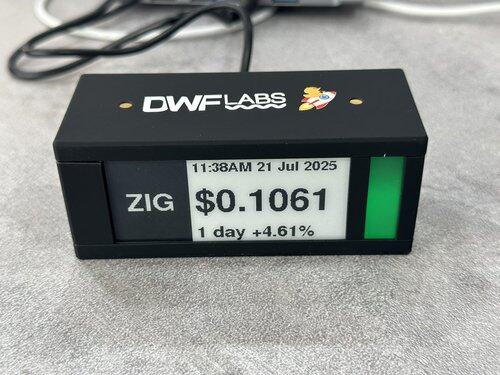 DWF LABS
11:38AM 21 Jul 2025
ZIG
$0.1061
1 day +4.61%